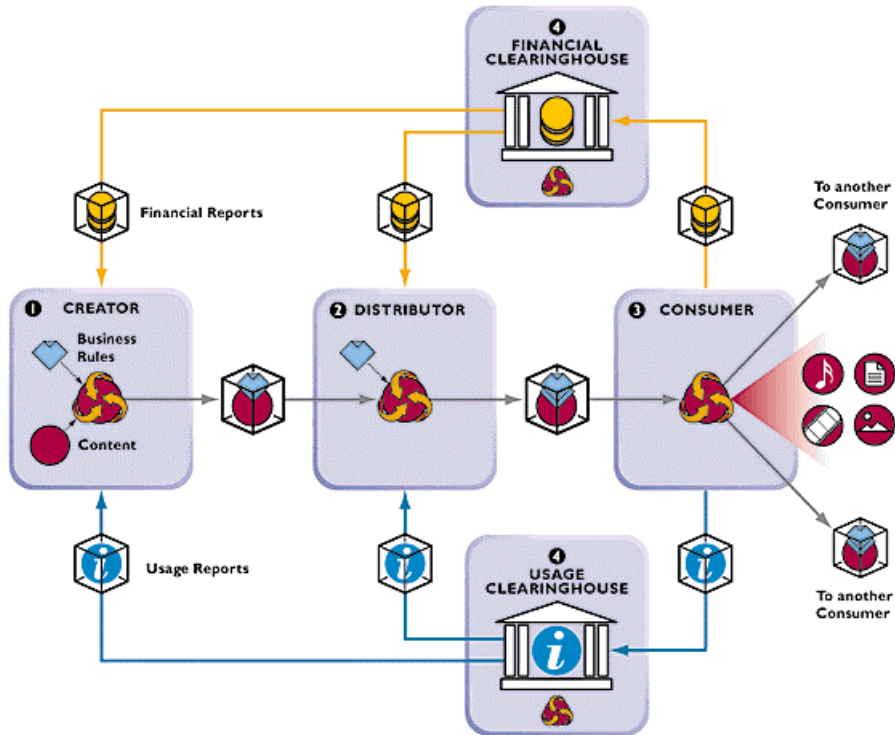 4
FINANCIAL
CLEARINGHOUSE
To another
Consumer
Financial Reports
1 CREATOR
2 DISTRIBUTOR
3 CONSUMER
Business
Rules
Content
Usage Reports
4
USAGE
CLEARINGHOUSE
i
i
i
i
To another
Consumer